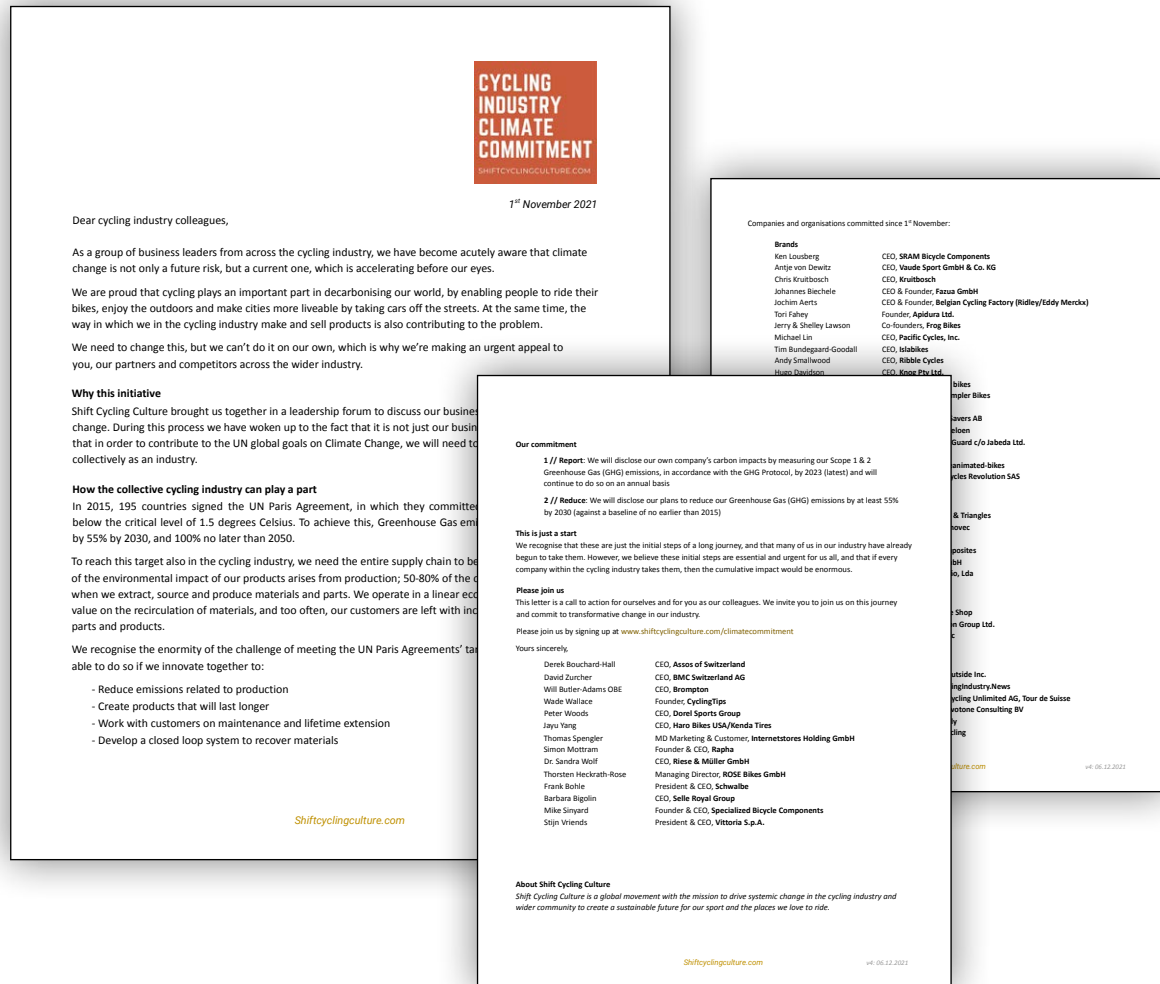 CYCLING
INDUSTRY
CLIMATE
COMMITMENT
SHIFTCYCLINGCULTURE.COM
1st November 2021
Dear cycling industry colleagues,
As a group of business leaders from across the cycling industry, we have become acutely aware that climate
change is not only a future risk, but a current one, which is accelerating before our eyes.
We are proud that cycling plays an important part in decarbonising our world, by enabling people to ride their
bikes, enjoy the outdoors and make cities more liveable by taking cars off the streets. At the same time, the
way in which we in the cycling industry make and sell products is also contributing to the problem.
We need to change this, but we can't do it on our own, which is why we're making an urgent appeal to
you, our partners and competitors across the wider industry.
Why this initiative
Shift Cycling Culture brought us together in a leadership forum to discuss our
change. During this process we have woken up to the fact that it is not just our
that in order to contribute to the UN global goals on Climate Change, we will need to
collectively as an industry.
How the collective cycling industry can play a part
In 2015, 195 countries signed the UN Paris Agreement, in which they committed
below the critical level of 1.5 degrees Celsius. To achieve this, Greenhouse Gas
by 55% by 2030, and 100% no later than 2050.
To reach this target also in the cycling industry, we need the entire supply chain to
of the environmental impact of our products arises from production; 50-80% of the
when we extract, source and produce materials and parts. We operate in a linear
value on the recirculation of materials, and too often, our customers are left with
parts and products.
We recognise the enormity of the challenge of meeting the UN Paris Agreements'
able to do so if we innovate together to:
- Reduce emissions related to production
- Create products that will last longer
- Work with customers on maintenance and lifetime extension
- Develop a closed loop system to recover materials
Shiftcyclingculture.com
Our commitment
1 // Report: We will disclose our own company's carbon impacts by measuring our Scope 1 & 2
Greenhouse Gas (GHG) emissions, in accordance with the GHG Protocol, by 2023 (latest) and will
continue to do so on an annual basis
2 // Reduce: We will disclose our plans to reduce our Greenhouse Gas (GHG) emissions by at least 55%
by 2030 (against a baseline of no earlier than 2015)
This is just a start
We recognise that these are just the initial steps of a long journey, and that many of us in our industry have already
begun to take them. However, we believe these initial steps are essential and urgent for us all, and that if every
company within the cycling industry takes them, then the cumulative impact would be enormous.
Please join us
This letter is a call to action for ourselves and for you as our colleagues. We invite you to join us on this journey
and commit to transformative change in our industry.
Please join us by signing up at www.shiftcyclingculture.com/climatecommitment
Yours sincerely,
Derek Bouchard-Hall CEO, Assos of Switzerland
David Zurcher CEO, BMC Switzerland AG
Will Butler-Adams OBE CEO, Brompton
Wade Wallace Founder, CyclingTips
Peter Woods CEO, Dorel Sports Group
Jayu Yang CEO, Haro Bikes USA/Kenda Tires
Thomas Spengler MD Marketing & Customer, Internetstores Holding GmbH
Simon Mottram Founder & CEO, Rapha
Dr. Sandra Wolf CEO, Riese & Müller GmbH
Thorsten Heckrath-Rose Managing Director, ROSE Bikes GmbH
Frank Bohle President & CEO, Schwalbe
Barbara Bigolin CEO, Selle Royal Group
Mike Sinyard Founder & CEO, Specialized Bicycle Components
Stijn Vriends President & CEO, Vittoria S.p.A.
About Shift Cycling Culture
Shift Cycling Culture is a global movement with the mission to drive systemic change in the cycling industry and
wider community to create a sustainable future for our sport and the places we love to ride.
Shiftcyclingculture.com v4: 06.12.2021
Companies and organisations committed since 1st November:
Brands
Ken Lousberg CEO, SRAM Bicycle Components
Antje von Dewitz CEO, Vaude Sport GmbH & Co. KG
Chris Kruitbosch CEO, Kruitbosch
Johannes Biechele CEO & Founder, Fazua GmbH
Jochim Aerts CEO & Founder, Belgian Cycling Factory (Ridley/Eddy Merckx)
Tori Fahey Founder, Apidura Ltd.
Jerry & Shelley Lawson Co-founders, Frog Bikes
Michael Lin CEO, Pacific Cycles, Inc.
Tim Bundegaard-Goodall CEO, Islabikes
Andy Smallwood CEO, Ribble Cycles
Hugo Davidson CEO, Knog Pty Ltd.
bikes
Bikes
AB
Guard c/o Jabeda Ltd.
animated-bikes
Revolution SAS
& Triangles
Lda
Shop
Group Ltd.
Inc.
Cycling Unlimited AG, Tour de Suisse
Consulting BV
v4: 06.12.2021